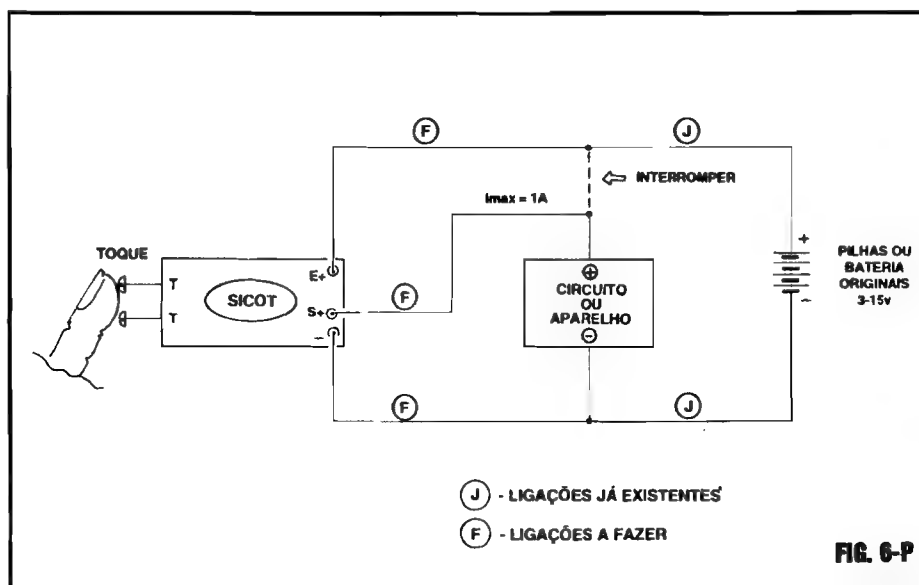 F
J
INTERROMPER
Imax = 1A
TOQUE
T
T
SICOT
E+
S+
−
F
F
+
CIRCUITO
OU
APARELHO
−
J
+
−
PILHAS OU
BATERIA
ORIGINAIS
3-15v
J - LIGAÇÕES JÁ EXISTENTES
F - LIGAÇÕES A FAZER
FIG. 6-P